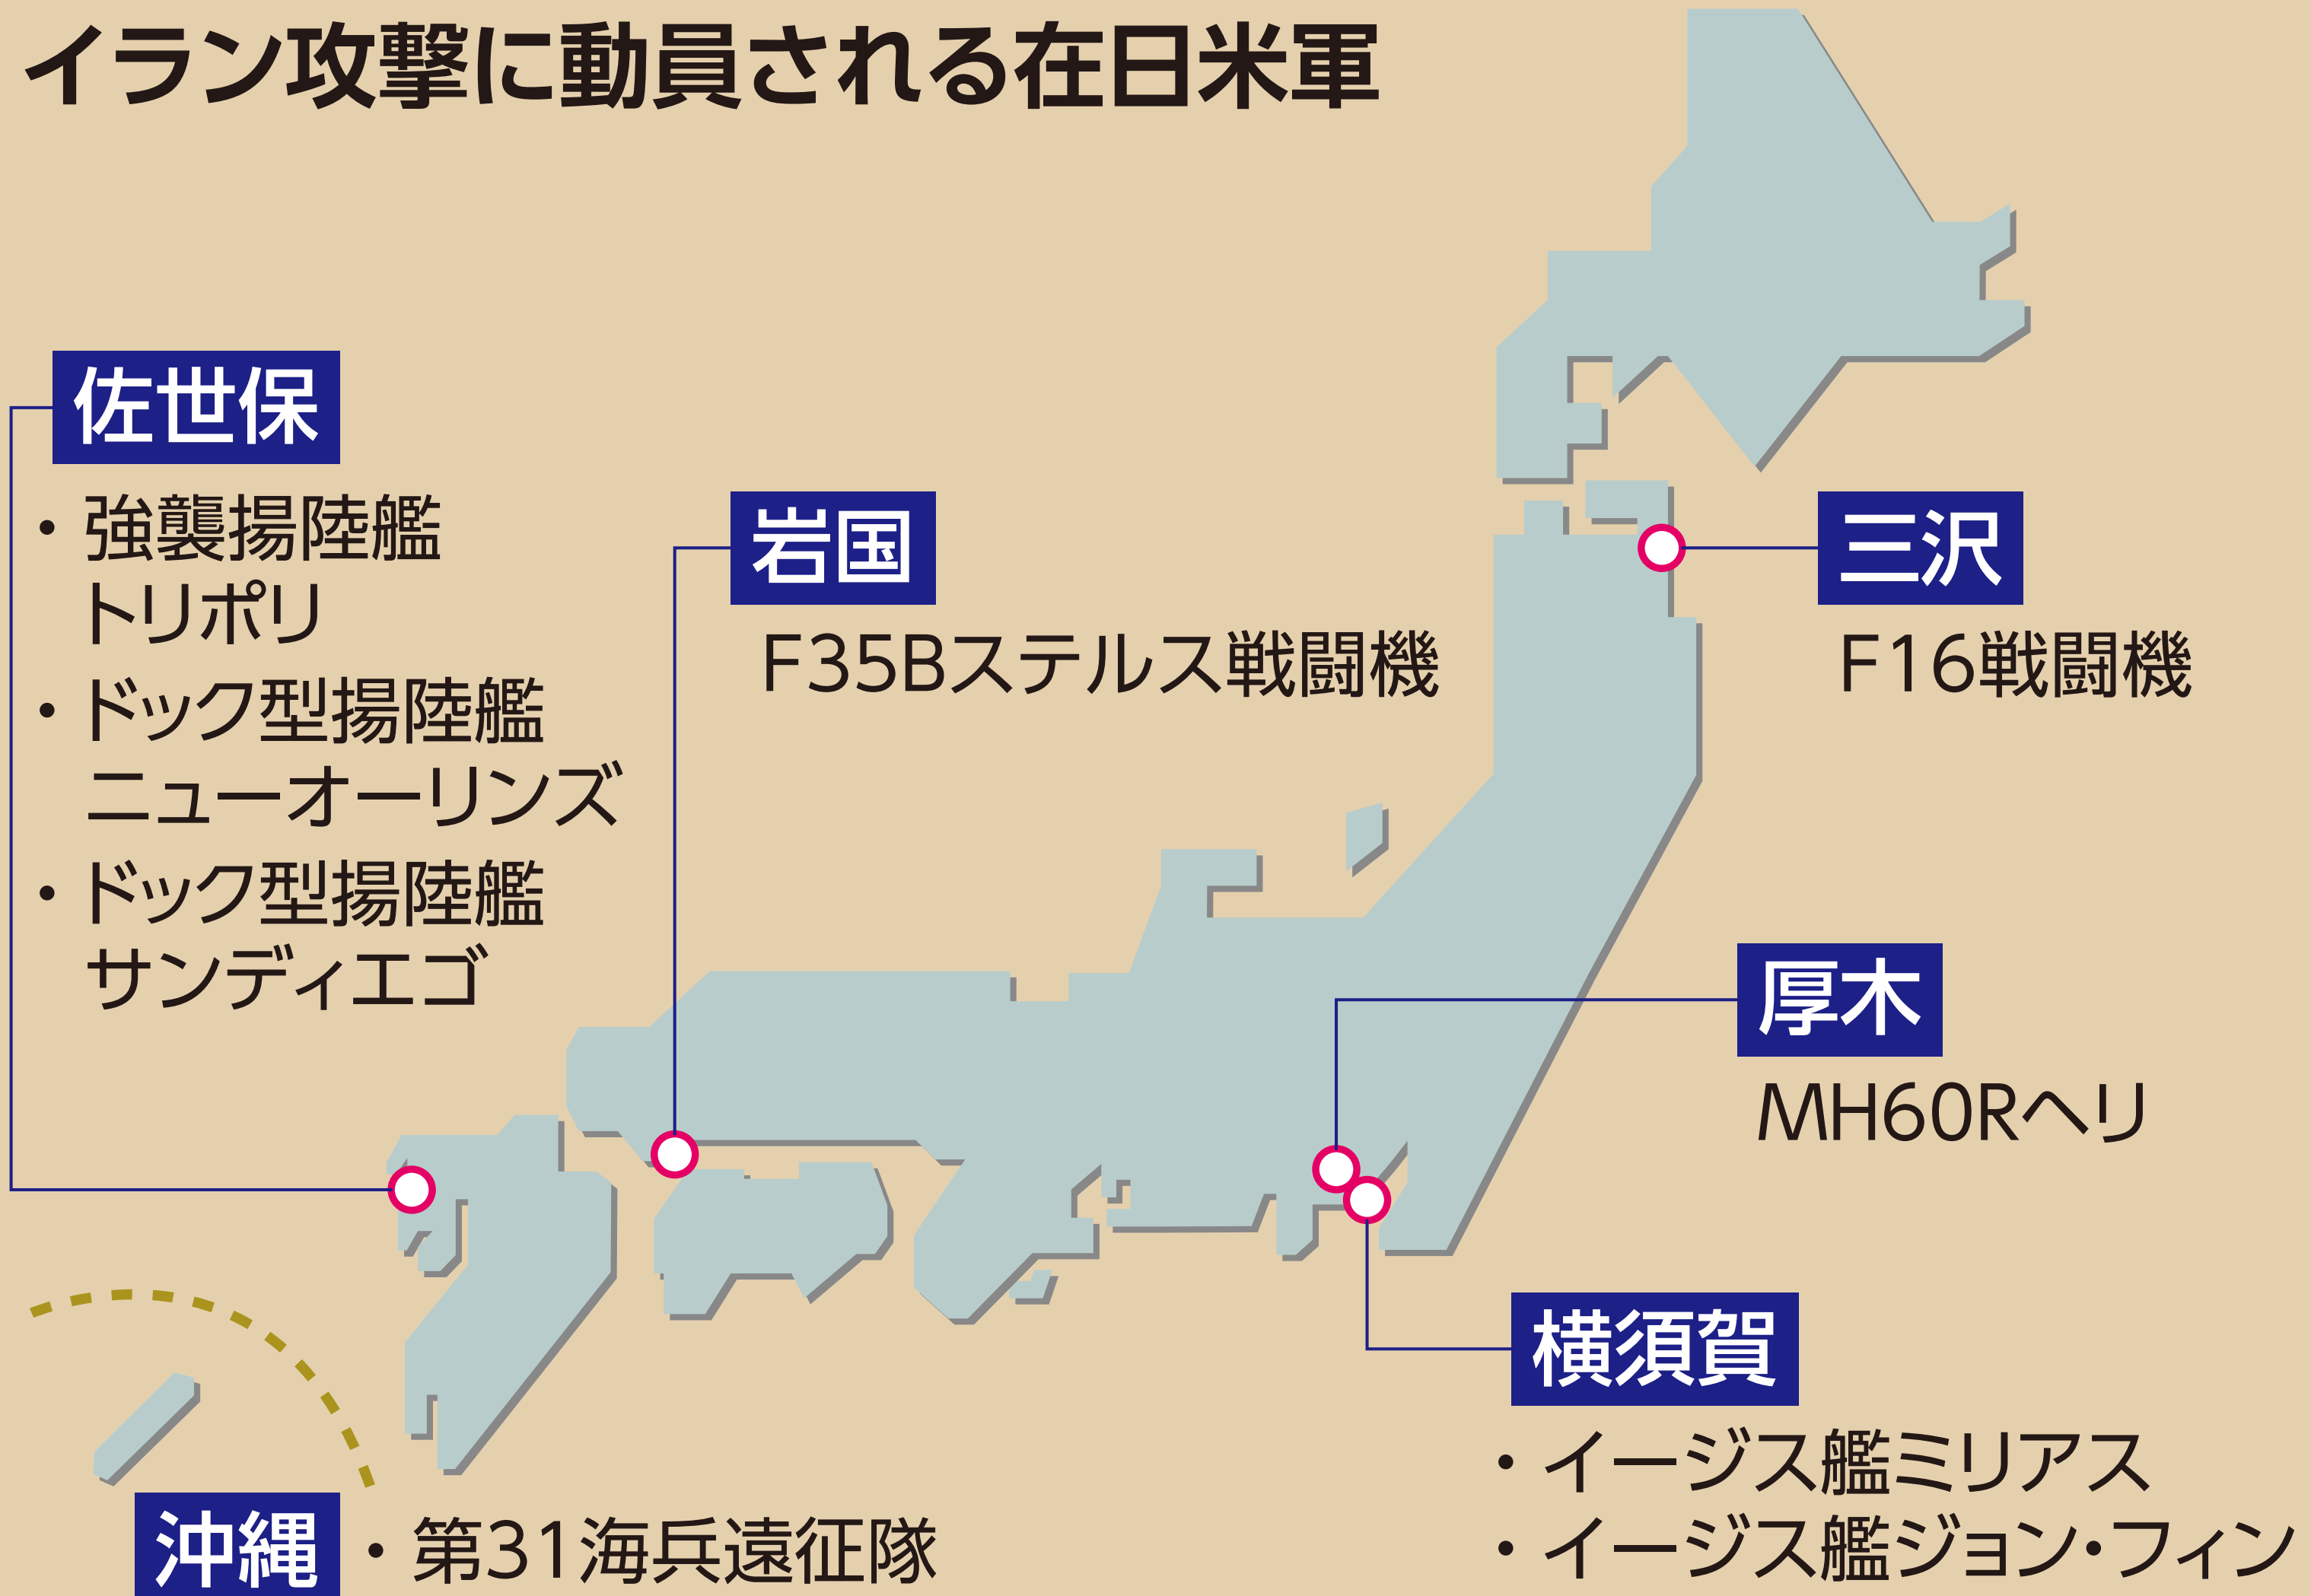 イラン攻撃に動員される在日米軍
佐世保
・強襲揚陸艦
トリポリ
・ドック型揚陸艦
ニューオーリンズ
・ドック型揚陸艦
サンディエゴ
岩国
F35Bステルス戦闘機
三沢
F16戦闘機
厚木
MH60Rヘリ
横須賀
・イージス艦ミリアス
・イージス艦ジョン・フィン
沖縄
・第31海兵遠征隊